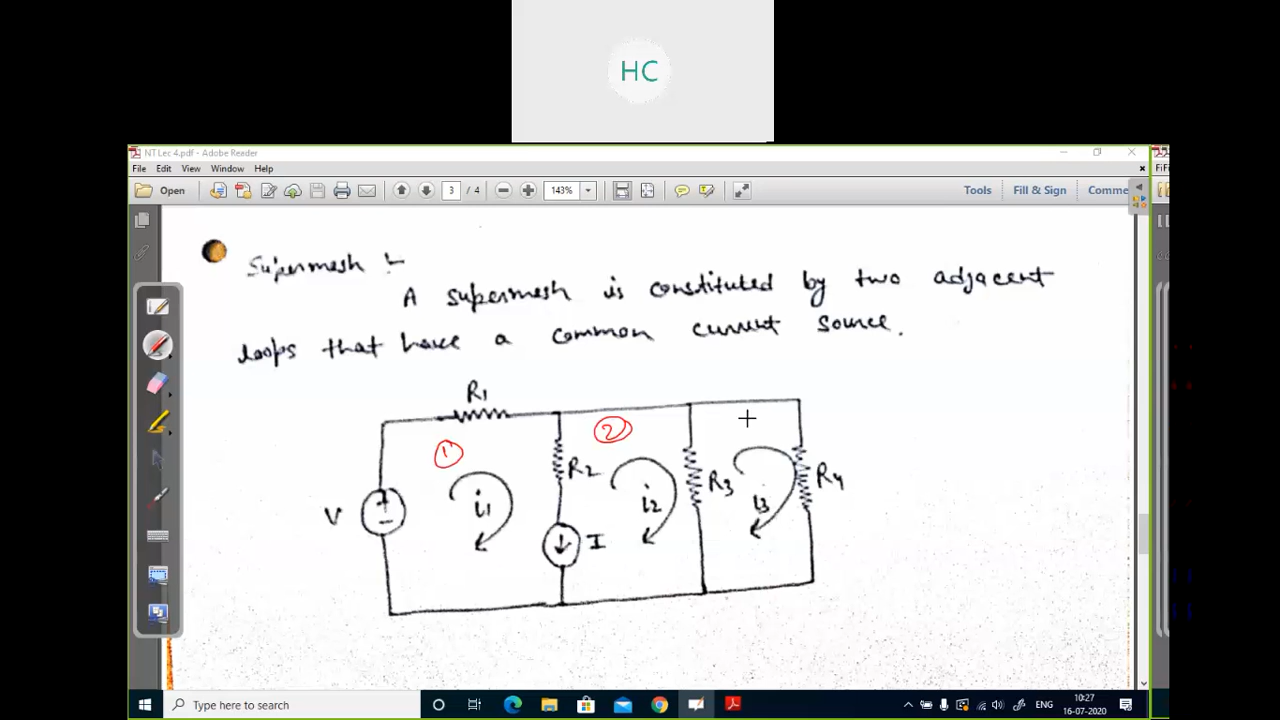 HC
NT Lec 4.pdf - Adobe Reader
File Edit View Window Help
Open 3 / 4 143% Tools Fill & Sign Comme
Supermesh :-
A supermesh is constituted by two adjacent
loops that have a common current source.
R1
1 2
R2 R3 R4
i1 i2 i3
V + - I
Type here to search
ENG 10:27
16-07-2020